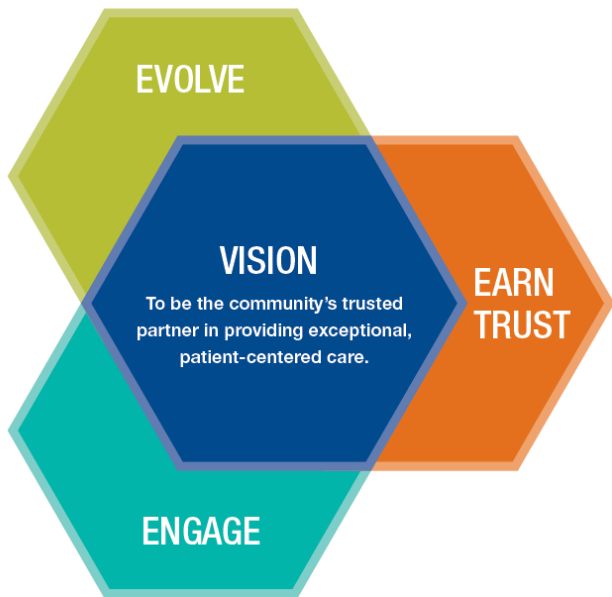 EVOLVE
VISION
To be the community’s trusted
partner in providing exceptional,
patient-centered care.
EARN
TRUST
ENGAGE